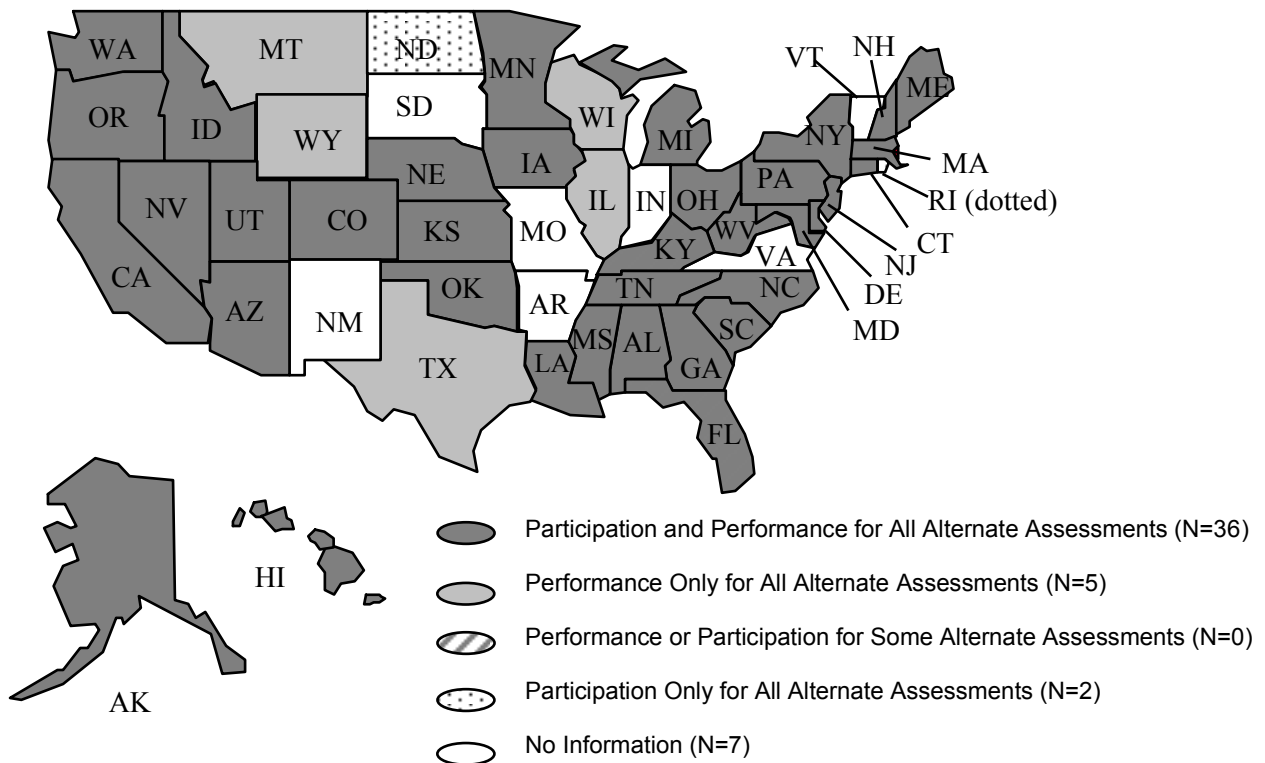 WA
MT
ND
MN
VT
NH
ME
OR
ID
SD
WI
NY
WY
MI
MA
IA
NE
PA
RI (dotted)
NV
UT
CO
IL
IN
OH
KS
MO
WV
CT
KY
VA
NJ
CA
OK
TN
NC
DE
AZ
NM
AR
MD
SC
MS
AL
TX
LA
GA
FL
Participation and Performance for All Alternate Assessments (N=36)
HI
Performance Only for All Alternate Assessments (N=5)
Performance or Participation for Some Alternate Assessments (N=0)
AK
Participation Only for All Alternate Assessments (N=2)
No Information (N=7)